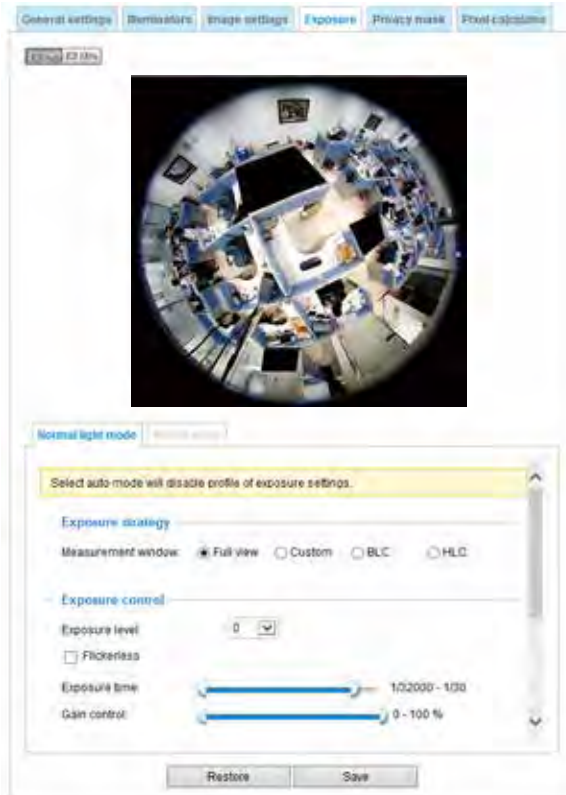 General settings Illuminators Image settings Exposure Privacy mask Pixel calculator
Normal light mode
Select auto mode will disable profile of exposure settings.
Exposure strategy
Measurement window: Full view Custom BLC HLC
Exposure control
Exposure level 0
Flickerless
Exposure time 1/32000 - 1/30
Gain control: 0 - 100 %
Restore Save